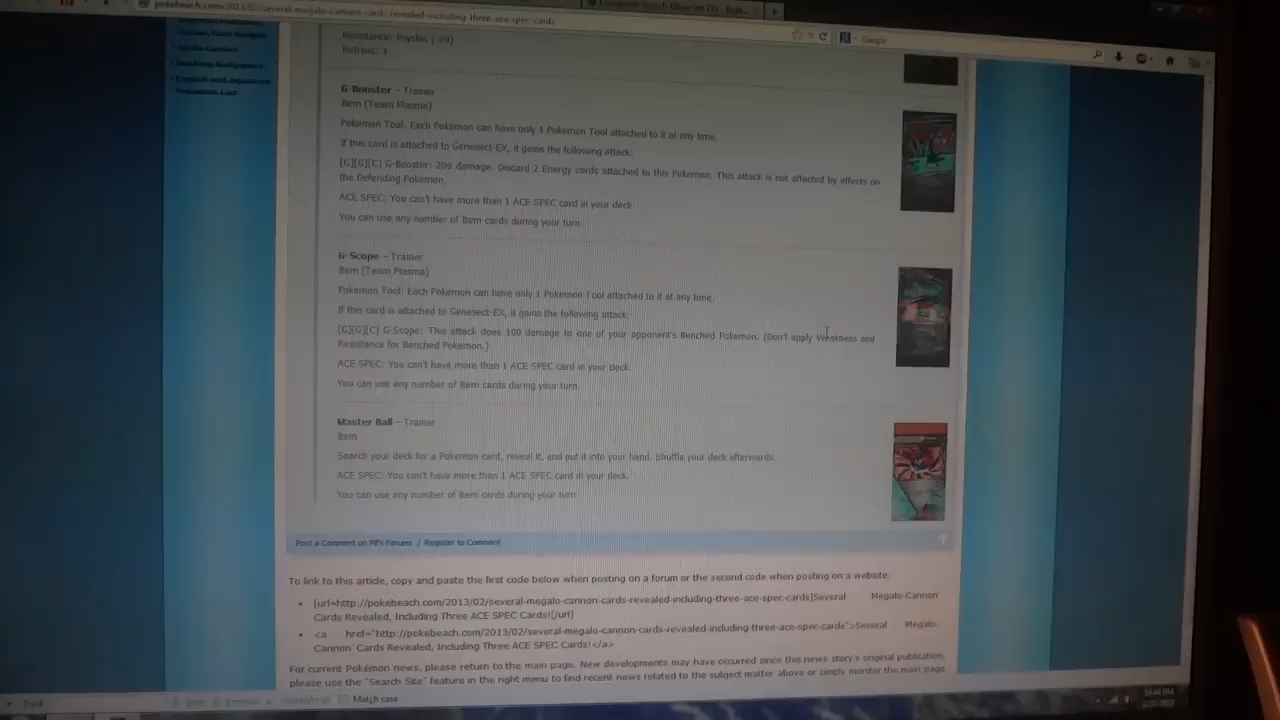 pokebeach.com/2013/02/several-megalo-cannon-cards-revealed-including-three-ace-spec-cards
Google
Resistance: Psychic (-20)
Retreat: 1
G-Booster – Trainer
Item (Team Plasma)
Pokemon Tool: Each Pokemon can have only 1 Pokemon Tool attached to it at any time.
If this card is attached to Genesect-EX, it gains the following attack:
[G][G][C] G-Booster: 200 damage. Discard 2 Energy cards attached to this Pokemon. This attack is not affected by effects on
the Defending Pokemon.
ACE SPEC: You can't have more than 1 ACE SPEC card in your deck.
You can use any number of Item cards during your turn.
G-Scope – Trainer
Item (Team Plasma)
Pokemon Tool: Each Pokemon can have only 1 Pokemon Tool attached to it at any time.
If this card is attached to Genesect-EX, it gains the following attack:
[G][G][C] G-Scope: This attack does 100 damage to one of your opponent's Benched Pokemon. (Don't apply Weakness and
Resistance for Benched Pokemon.)
ACE SPEC: You can't have more than 1 ACE SPEC card in your deck.
You can use any number of Item cards during your turn.
Master Ball – Trainer
Item
Search your deck for a Pokemon card, reveal it, and put it into your hand. Shuffle your deck afterwards.
ACE SPEC: You can't have more than 1 ACE SPEC card in your deck.
You can use any number of Item cards during your turn.
Post a Comment on Forums / Register to Comment
To link to this article, copy and paste the first code below when posting on a forum or the second code when posting on a website:
[url=http://pokebeach.com/2013/02/several-megalo-cannon-cards-revealed-including-three-ace-spec-cards]Several Megalo-Cannon
Cards Revealed, Including Three ACE SPEC Cards![/url]
<a href="http://pokebeach.com/2013/02/several-megalo-cannon-cards-revealed-including-three-ace-spec-cards">Several Megalo-
Cannon' Cards Revealed, Including Three ACE SPEC Cards!</a>
For current Pokémon news, please return to the main page. New developments may have occurred since this news story's original publication,
please use the "Search Site" feature in the right menu to find recent news related to the subject matter above or simply monitor the main page
Match case